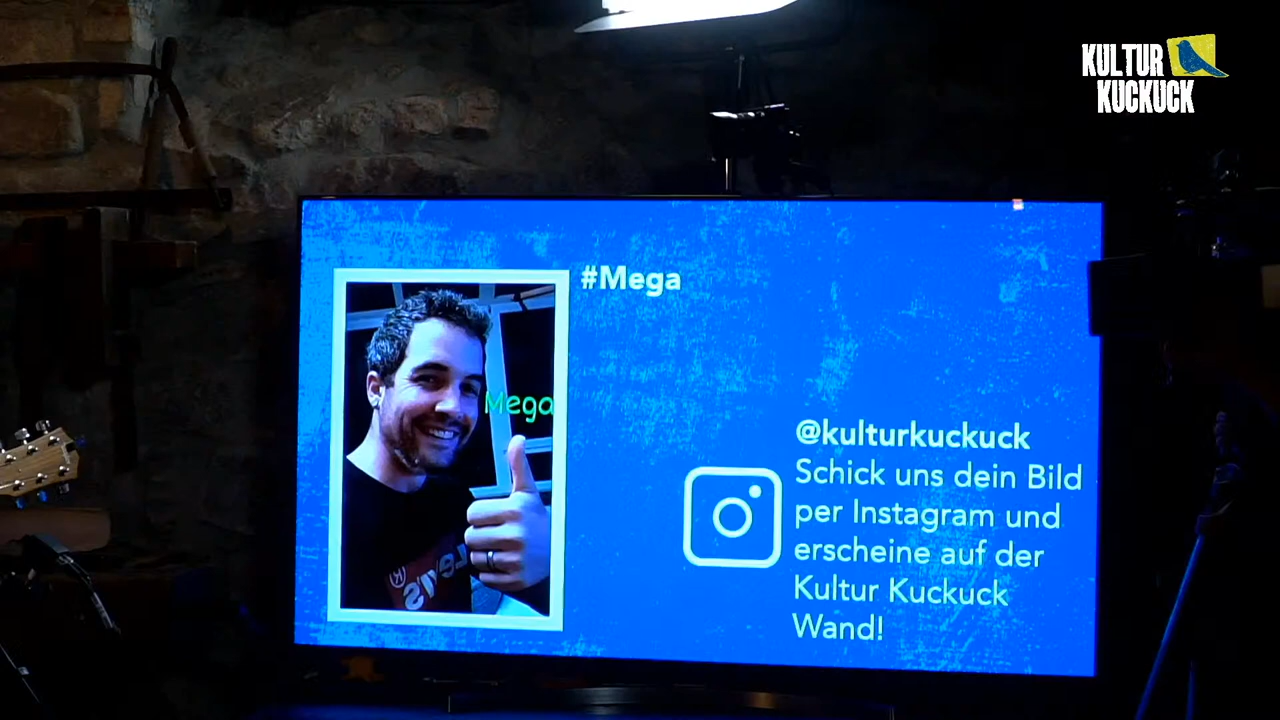 KULTUR
KUCKUCK
#Mega
Mega
@kulturkuckuck
Schick uns dein Bild
per Instagram und
erscheine auf der
Kultur Kuckuck
Wand!